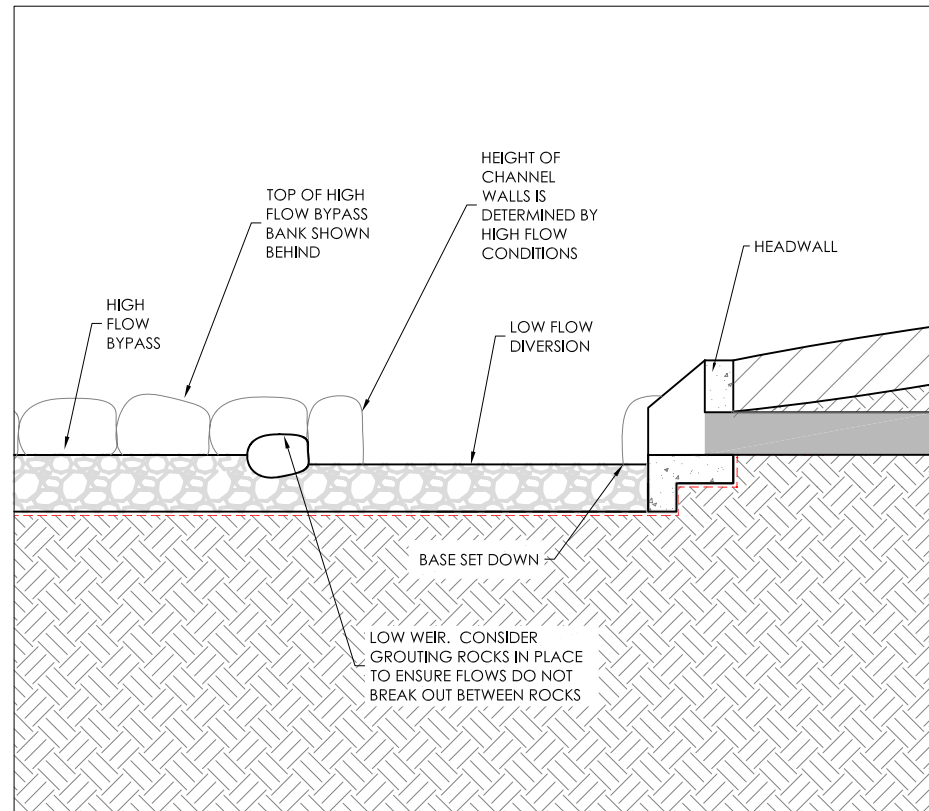 HEIGHT OF
CHANNEL
WALLS IS
DETERMINED BY
HIGH FLOW
CONDITIONS
TOP OF HIGH
FLOW BYPASS
BANK SHOWN
BEHIND
HEADWALL
HIGH
FLOW
BYPASS
LOW FLOW
DIVERSION
BASE SET DOWN
LOW WEIR. CONSIDER
GROUTING ROCKS IN PLACE
TO ENSURE FLOWS DO NOT
BREAK OUT BETWEEN ROCKS